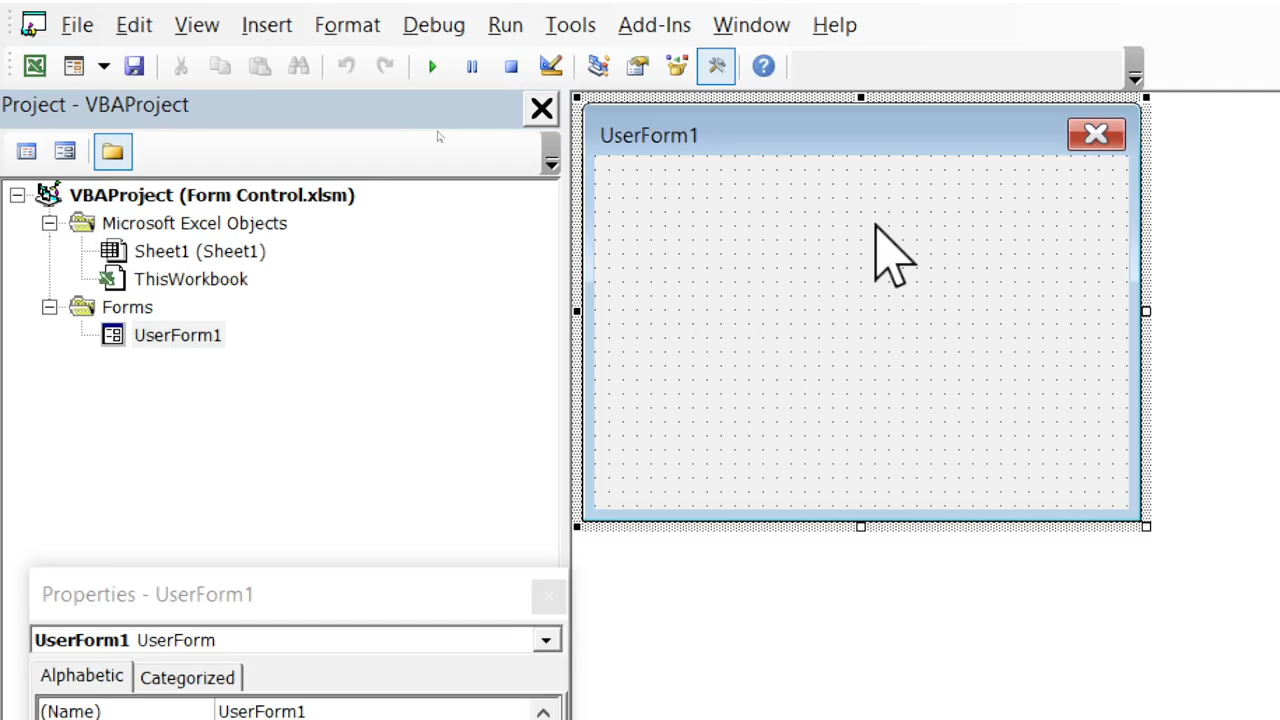 File Edit View Insert Format Debug Run Tools Add-Ins Window Help
Project - VBAProject
VBAProject (Form Control.xlsm)
Microsoft Excel Objects
Sheet1 (Sheet1)
ThisWorkbook
Forms
UserForm1
UserForm1
Properties - UserForm1
UserForm1 UserForm
Alphabetic Categorized
(Name) UserForm1